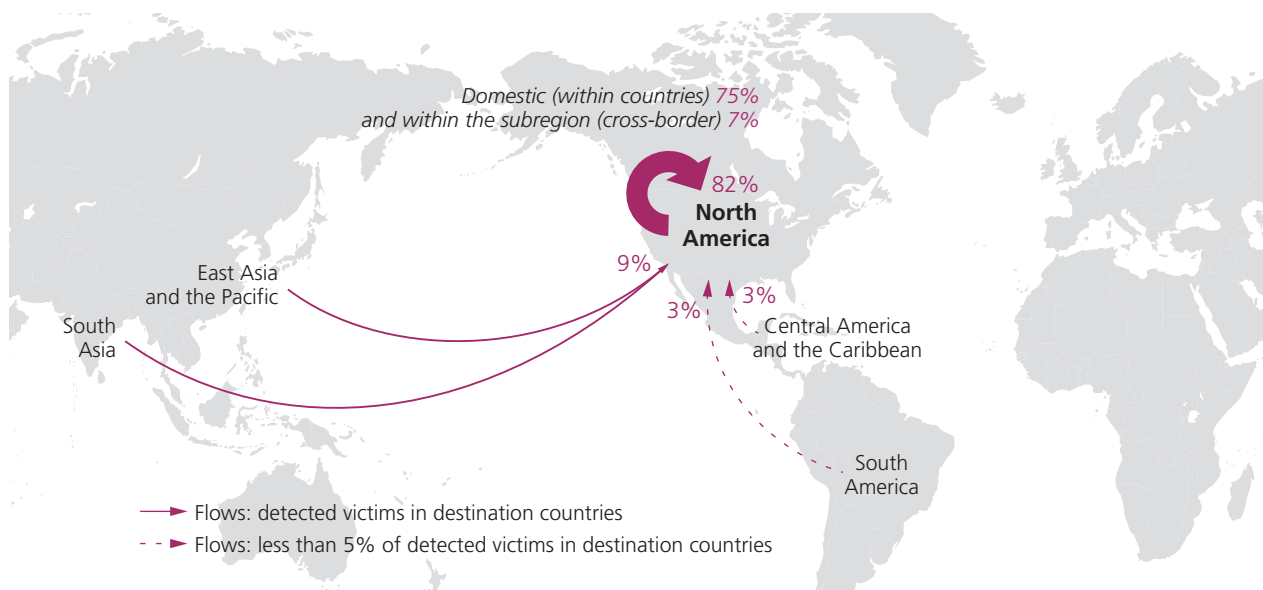 Domestic (within countries) 75%
and within the subregion (cross-border) 7%
82%
North
America
9%
East Asia
and the Pacific
3%
3%
South
Asia
Central America
and the Caribbean
South
America
Flows: detected victims in destination countries
Flows: less than 5% of detected victims in destination countries